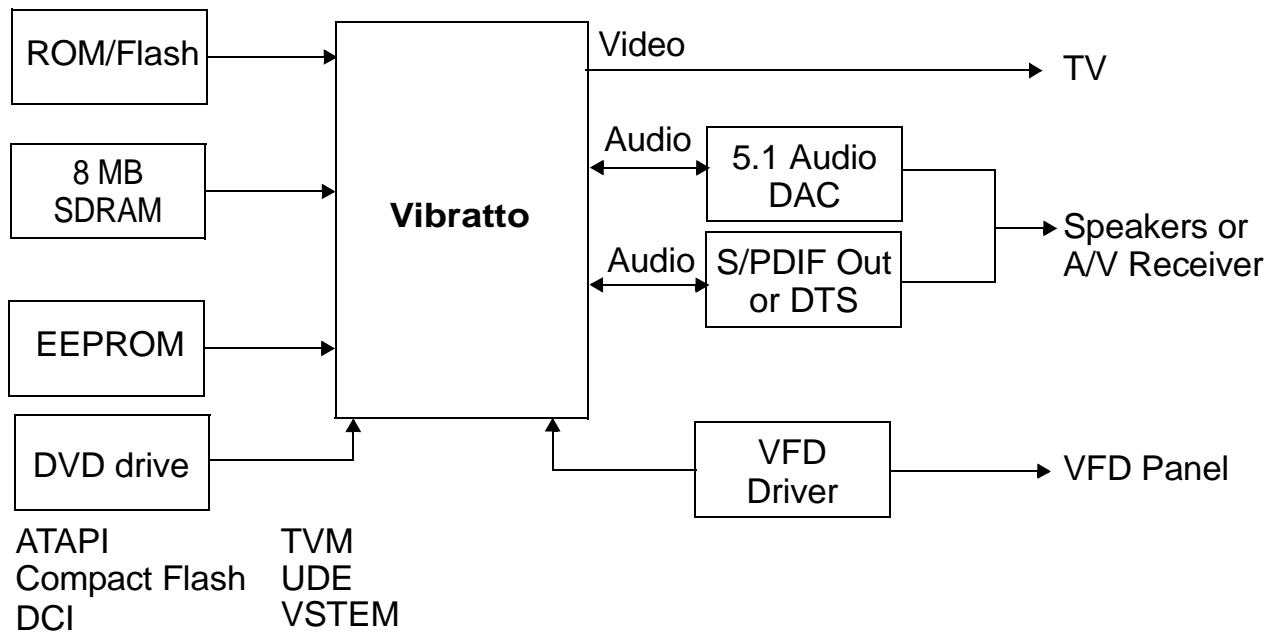 ROM/Flash
8 MB
SDRAM
EEPROM
DVD drive
ATAPI
Compact Flash
DCI
TVM
UDE
VSTEM
Vibratto
Video
TV
Audio
5.1 Audio
DAC
Audio
S/PDIF Out
or DTS
Speakers or
A/V Receiver
VFD
Driver
VFD Panel